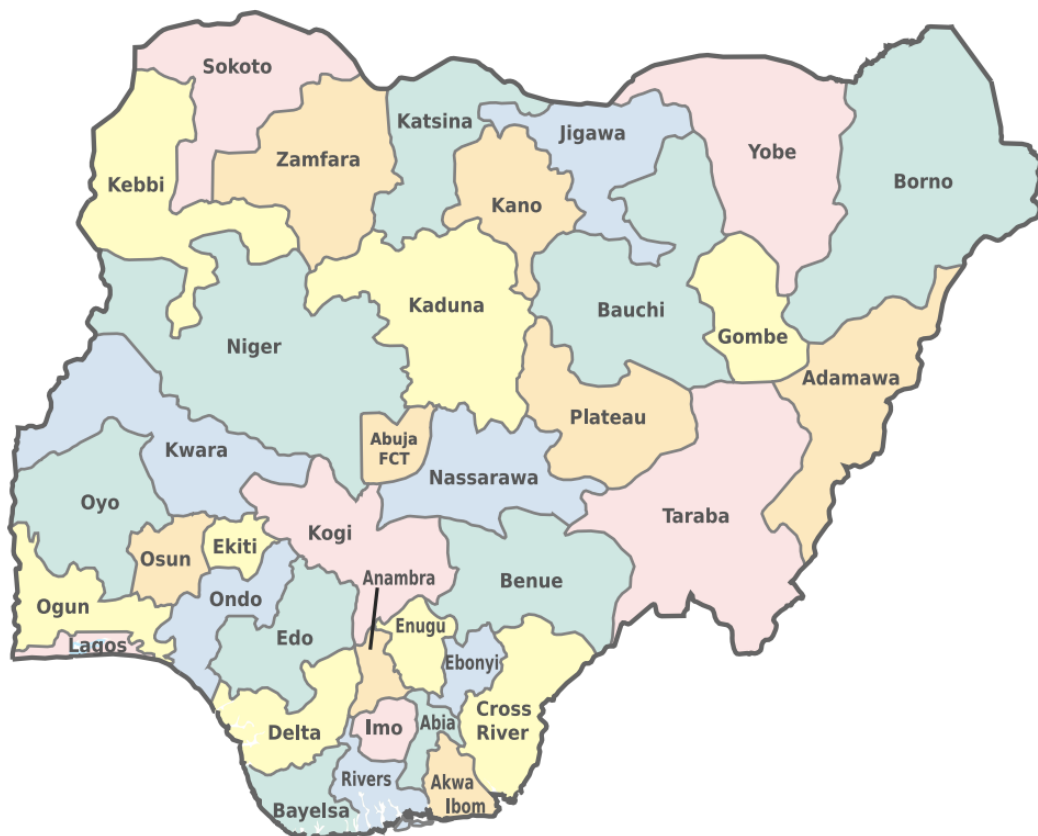 Sokoto
Katsina
Jigawa
Yobe
Borno
Zamfara
Kebbi
Kano
Kaduna
Bauchi
Gombe
Niger
Adamawa
Plateau
Abuja
FCT
Kwara
Nassarawa
Oyo
Taraba
Kogi
Osun
Ekiti
Anambra
Benue
Ogun
Ondo
Enugu
Edo
Lagos
Ebonyi
Cross
River
Delta
Imo
Abia
Rivers
Akwa
Ibom
Bayelsa